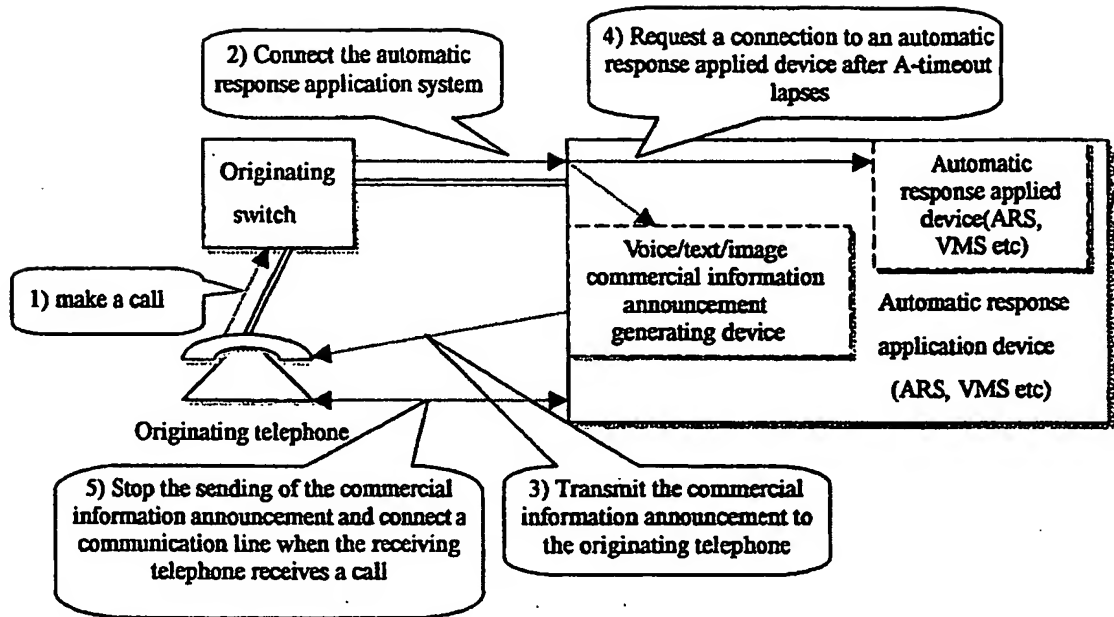 2) Connect the automatic
response application system
4) Request a connection to an automatic
response applied device after A-timeout
lapses
Originating
switch
Automatic
response applied
device(ARS,
VMS etc)
1) make a call
Voice/text/image
commercial information
announcement
generating device
Automatic response
application device
(ARS, VMS etc)
Originating telephone
5) Stop the sending of the commercial
information announcement and connect a
communication line when the receiving
telephone receives a call
3) Transmit the commercial
information announcement to
the originating telephone